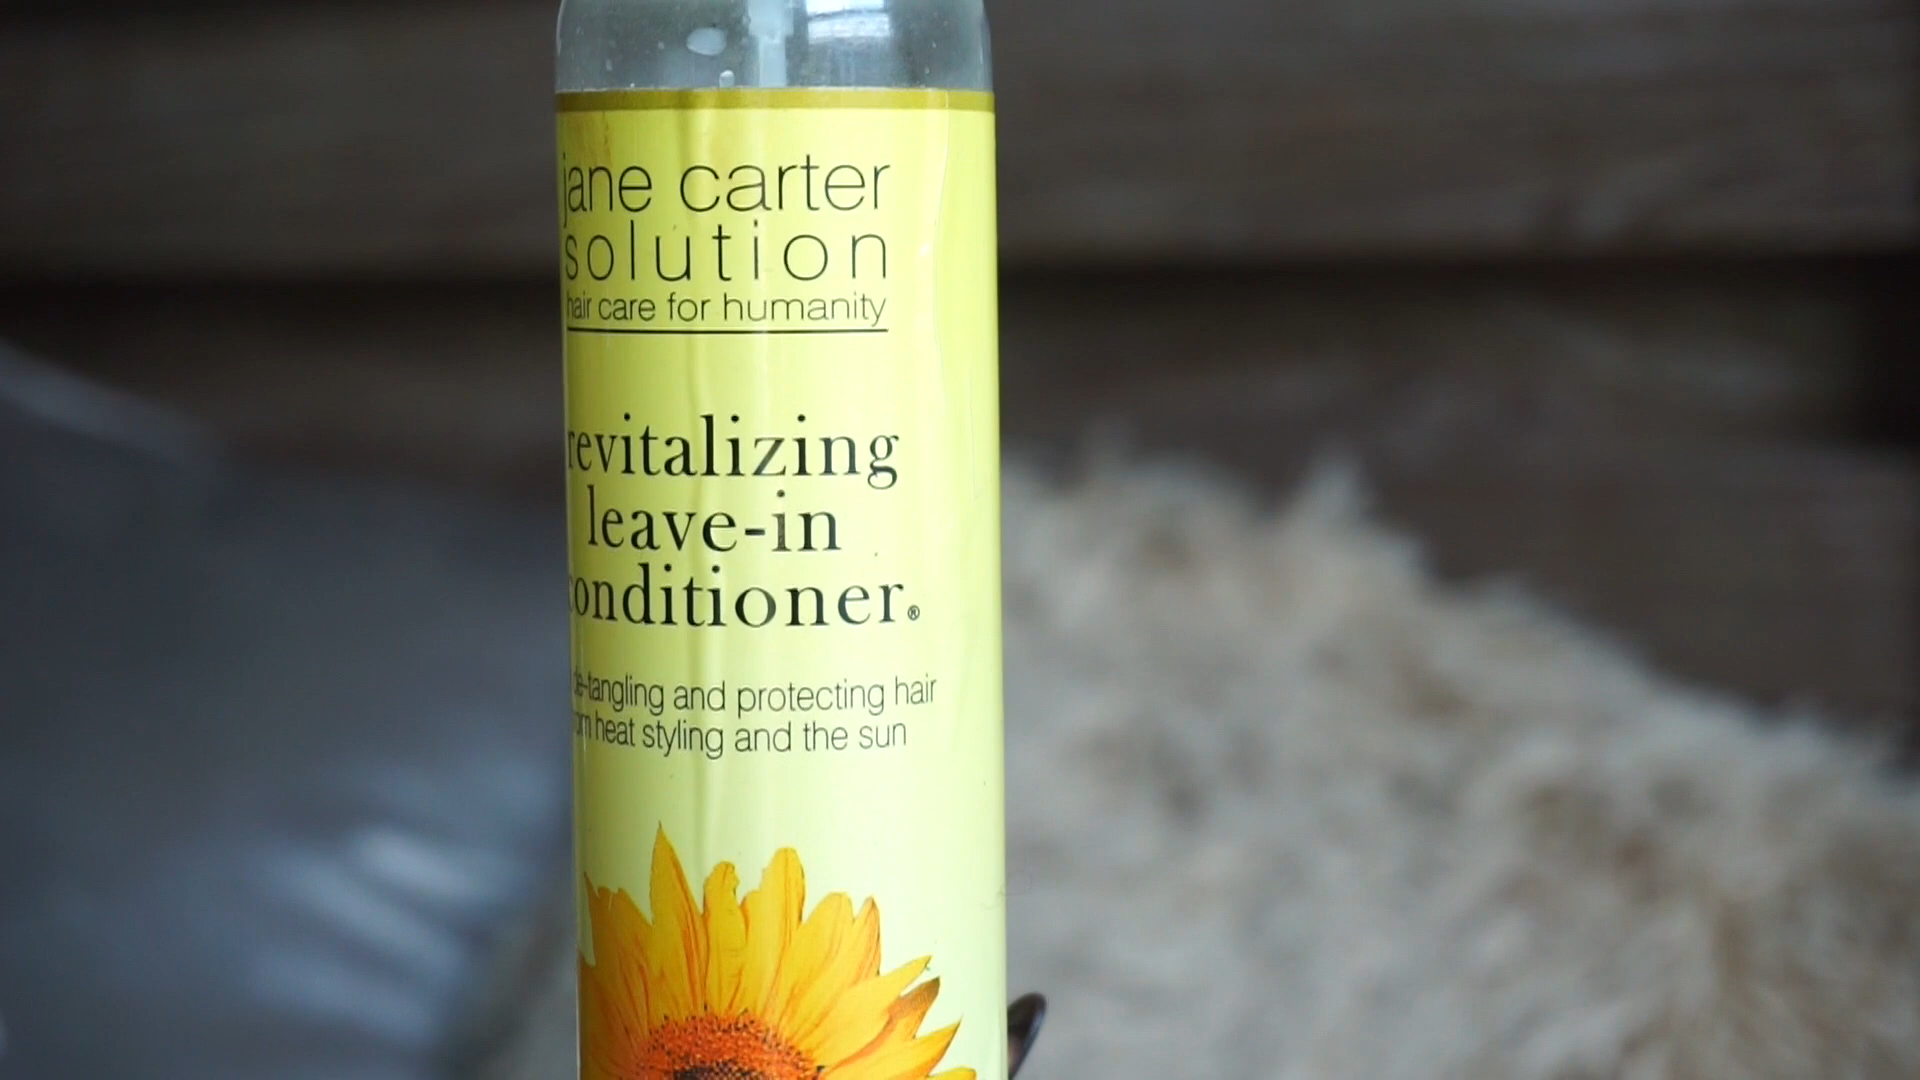 jane carter
solution
hair care for humanity
revitalizing
leave-in
conditioner®
de-tangling and protecting hair
heat styling and the sun